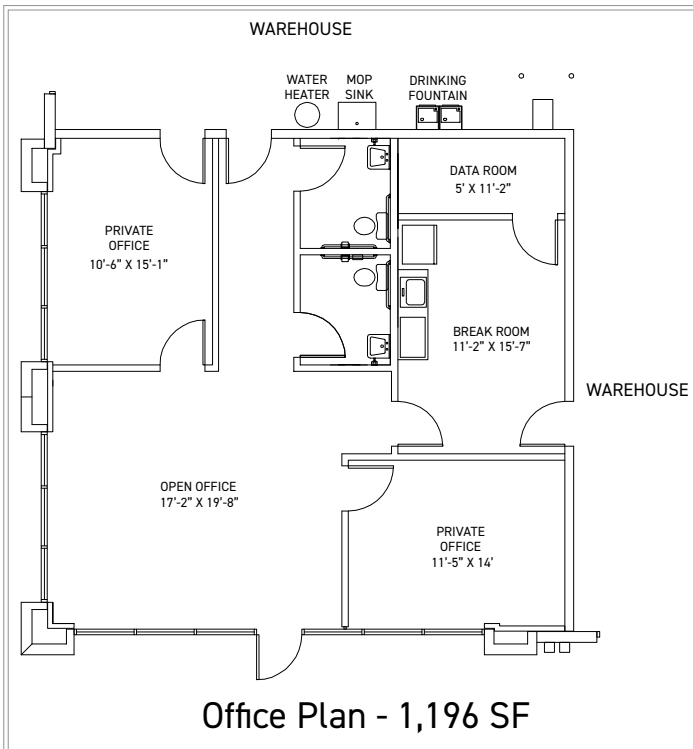 WAREHOUSE
WATER
HEATER
MOP
SINK
DRINKING
FOUNTAIN
DATA ROOM
5' X 11'-2”
PRIVATE
OFFICE
10'-6” X 15'-1”
BREAK ROOM
11'-2” X 15'-7”
WAREHOUSE
OPEN OFFICE
17'-2” X 19'-8”
PRIVATE
OFFICE
11'-5” X 14'
Office Plan - 1,196 SF